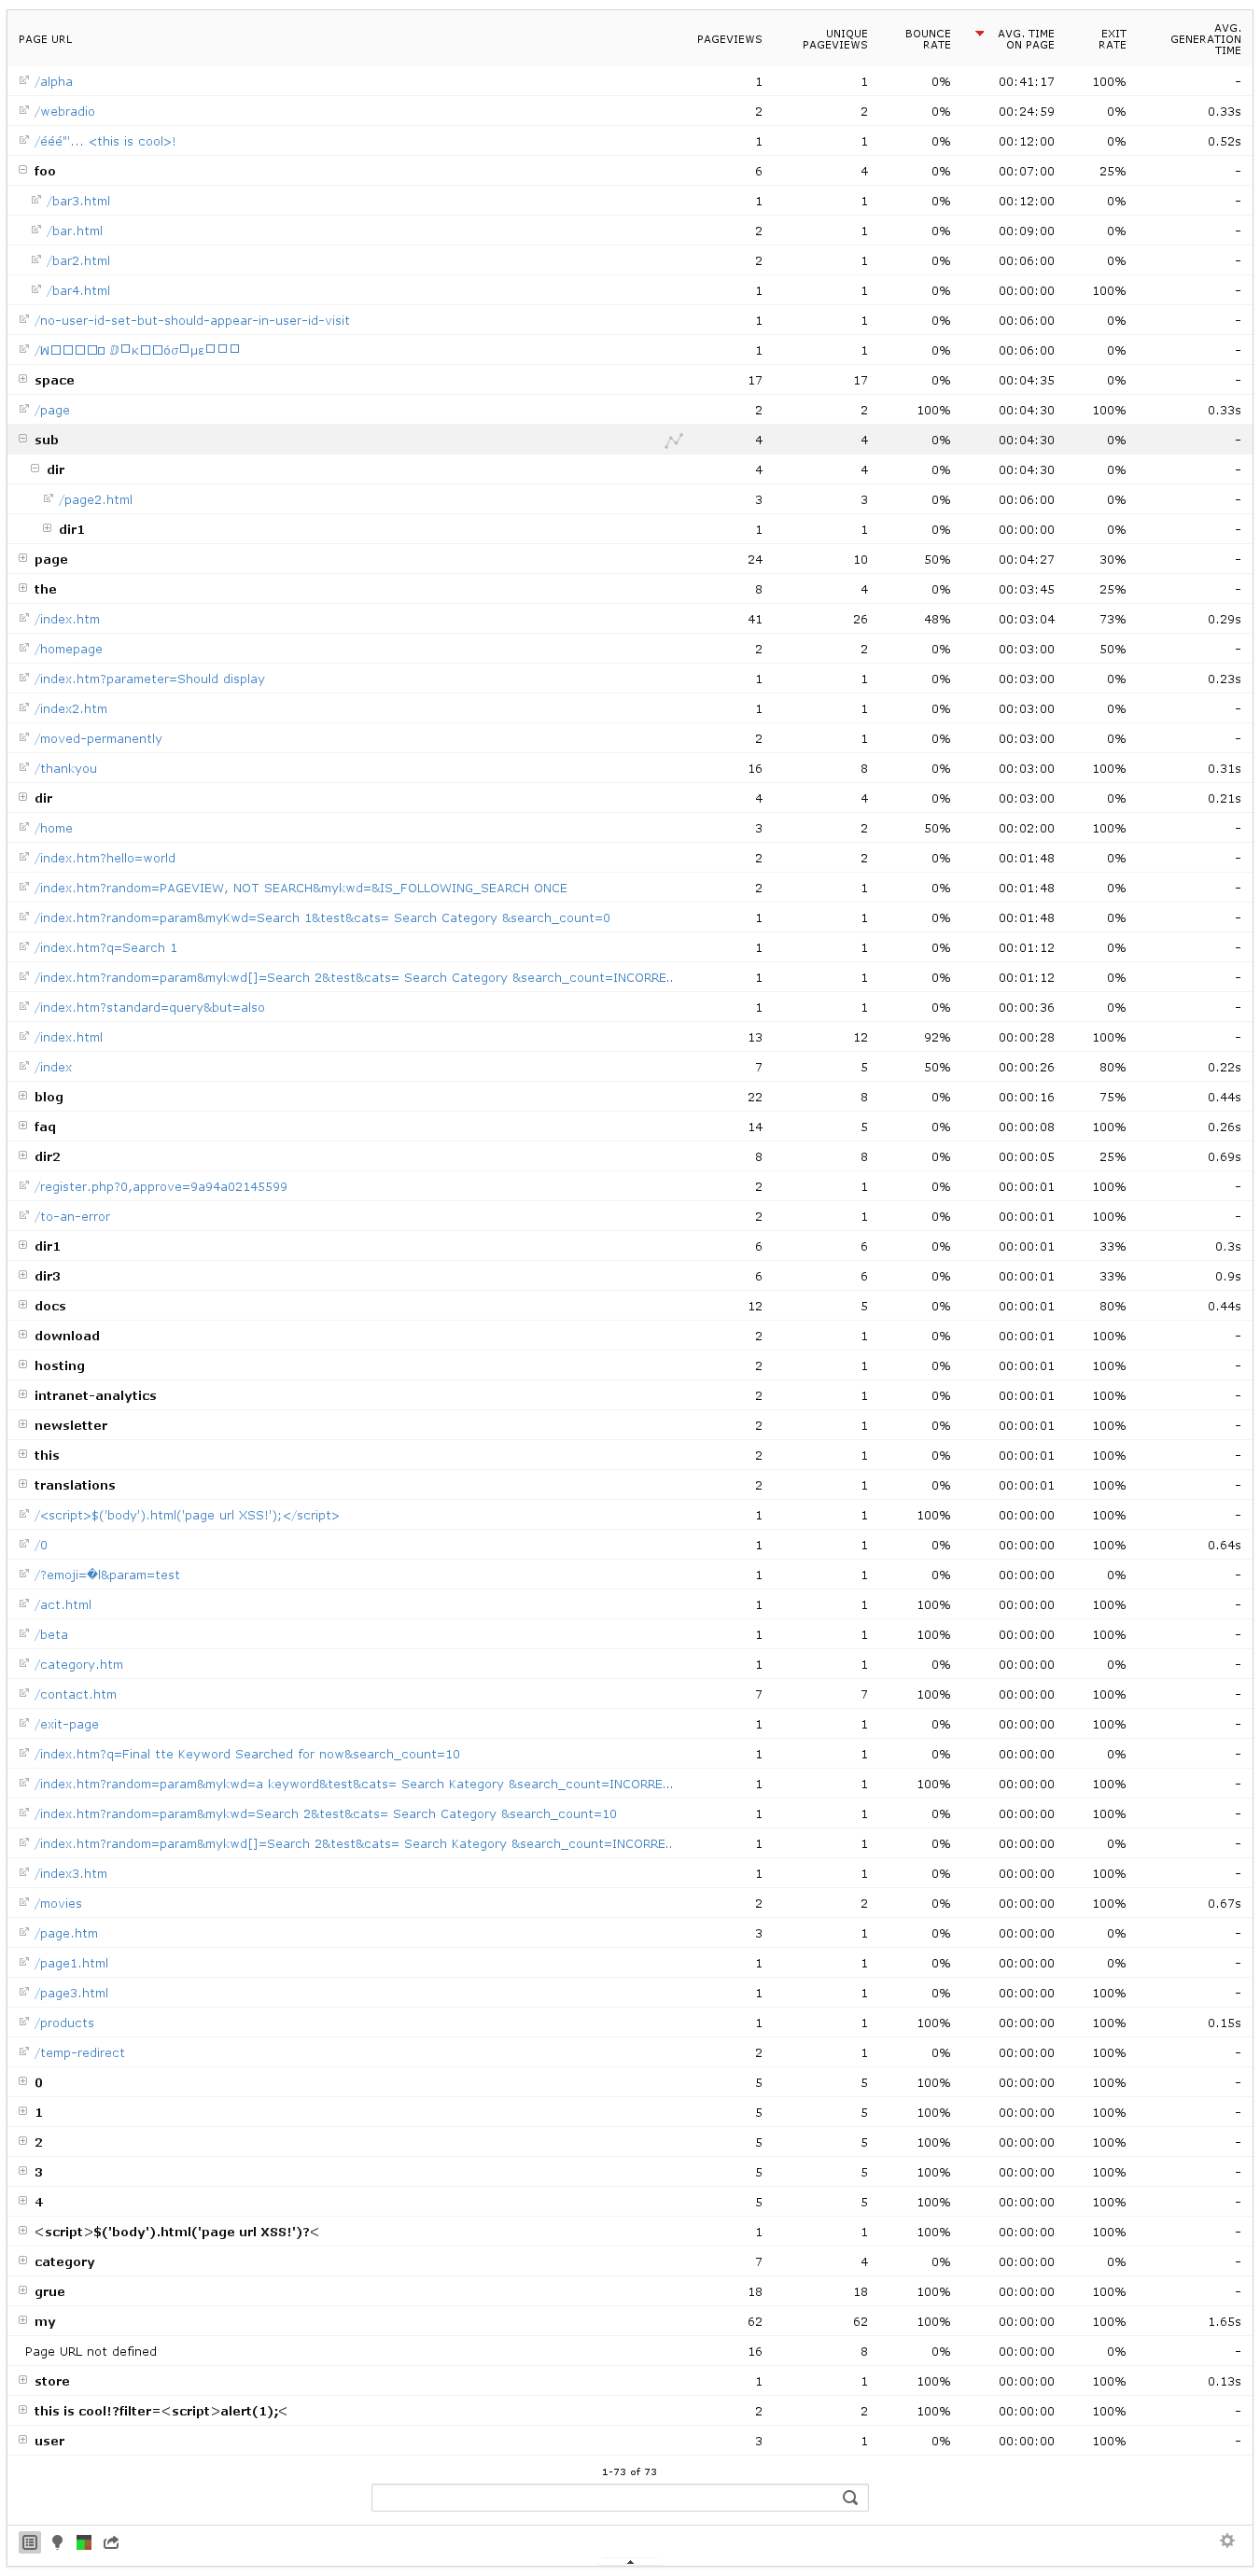 PAGE URL PAGEVIEWS UNIQUE PAGEVIEWS BOUNCE RATE AVG. TIME ON PAGE EXIT RATE AVG. GENERATION TIME
/alpha 1 1 0% 00:41:17 100% -
/webradio 2 2 0% 00:24:59 0% 0.33s
/ééé"'... <this is cool>! 1 1 0% 00:12:00 0% 0.52s
foo 6 4 0% 00:07:00 25% -
/bar3.html 1 1 0% 00:12:00 0% -
/bar.html 2 1 0% 00:09:00 0% -
/bar2.html 2 1 0% 00:06:00 0% -
/bar4.html 1 1 0% 00:00:00 100% -
/no-user-id-set-but-should-appear-in-user-id-visit 1 1 0% 00:06:00 0% -
1 1 0% 00:06:00 0% -
space 17 17 0% 00:04:35 0% -
/page 2 2 100% 00:04:30 100% 0.33s
sub 4 4 0% 00:04:30 0% -
dir 4 4 0% 00:04:30 0% -
/page2.html 3 3 0% 00:06:00 0% -
dir1 1 1 0% 00:00:00 0% -
page 24 10 50% 00:04:27 30% -
the 8 4 0% 00:03:45 25% -
/index.htm 41 26 48% 00:03:04 73% 0.29s
/homepage 2 2 0% 00:03:00 50% -
/index.htm?parameter=Should display 1 1 0% 00:03:00 0% 0.23s
/index2.htm 1 1 0% 00:03:00 0% -
/moved-permanently 2 1 0% 00:03:00 0% -
/thankyou 16 8 0% 00:03:00 100% 0.31s
dir 4 4 0% 00:03:00 0% 0.21s
/home 3 2 50% 00:02:00 100% -
/index.htm?hello=world 2 2 0% 00:01:48 0% -
/index.htm?random=PAGEVIEW, NOT SEARCH&mykwd=&IS_FOLLOWING_SEARCH ONCE 2 1 0% 00:01:48 0% -
/index.htm?random=param&myKwd=Search 1&test&cats= Search Category &search_count=0 1 1 0% 00:01:48 0% -
/index.htm?q=Search 1 1 1 0% 00:01:12 0% -
/index.htm?random=param&mykwd[]=Search 2&test&cats= Search Category &search_count=INCORRE.. 1 1 0% 00:01:12 0% -
/index.htm?standard=query&but=also 1 1 0% 00:00:36 0% -
/index.html 13 12 92% 00:00:28 100% -
/index 7 5 50% 00:00:26 80% 0.22s
blog 22 8 0% 00:00:16 75% 0.44s
faq 14 5 0% 00:00:08 100% 0.26s
dir2 8 8 0% 00:00:05 25% 0.69s
/register.php?0,approve=9a94a02145599 2 1 0% 00:00:01 100% -
/to-an-error 2 1 0% 00:00:01 100% -
dir1 6 6 0% 00:00:01 33% 0.3s
dir3 6 6 0% 00:00:01 33% 0.9s
docs 12 5 0% 00:00:01 80% 0.44s
download 2 1 0% 00:00:01 100% -
hosting 2 1 0% 00:00:01 100% -
intranet-analytics 2 1 0% 00:00:01 100% -
newsletter 2 1 0% 00:00:01 100% -
this 2 1 0% 00:00:01 100% -
translations 2 1 0% 00:00:01 100% -
/<script>$('body').html('page url XSS!');</script> 1 1 100% 00:00:00 100% -
/0 1 1 0% 00:00:00 100% 0.64s
/?emoji=�l&param=test 1 1 0% 00:00:00 0% -
/act.html 1 1 100% 00:00:00 100% -
/beta 1 1 100% 00:00:00 100% -
/category.htm 1 1 0% 00:00:00 0% -
/contact.htm 7 7 100% 00:00:00 100% -
/exit-page 1 1 0% 00:00:00 100% -
/index.htm?q=Final tte Keyword Searched for now&search_count=10 1 1 0% 00:00:00 0% -
/index.htm?random=param&mykwd=a keyword&test&cats= Search Kategory &search_count=INCORRE... 1 1 100% 00:00:00 100% -
/index.htm?random=param&mykwd=Search 2&test&cats= Search Category &search_count=10 1 1 0% 00:00:00 100% -
/index.htm?random=param&mykwd[]=Search 2&test&cats= Search Kategory &search_count=INCORRE.. 1 1 0% 00:00:00 0% -
/index3.htm 1 1 0% 00:00:00 100% -
/movies 2 2 0% 00:00:00 100% 0.67s
/page.htm 3 1 0% 00:00:00 0% -
/page1.html 1 1 0% 00:00:00 0% -
/page3.html 1 1 0% 00:00:00 100% -
/products 1 1 100% 00:00:00 100% 0.15s
/temp-redirect 2 1 0% 00:00:00 100% -
0 5 5 100% 00:00:00 100% -
1 5 5 100% 00:00:00 100% -
2 5 5 100% 00:00:00 100% -
3 5 5 100% 00:00:00 100% -
4 5 5 100% 00:00:00 100% -
<script>$('body').html('page url XSS!')?< 1 1 100% 00:00:00 100% -
category 7 4 0% 00:00:00 0% -
grue 18 18 100% 00:00:00 100% -
my 62 62 100% 00:00:00 100% 1.65s
Page URL not defined 16 8 0% 00:00:00 0% -
store 1 1 100% 00:00:00 100% 0.13s
this is cool!?filter=<script>alert(1);< 2 2 100% 00:00:00 100% -
user 3 1 0% 00:00:00 100% -
1-73 of 73